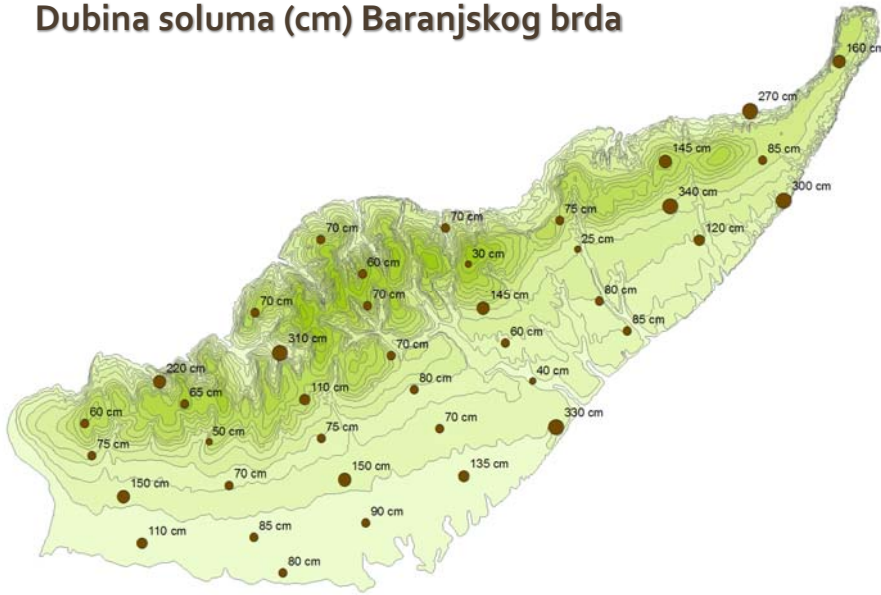 Dubina soluma (cm) Baranjskog brda
160 cm
270 cm
145 cm
85 cm
340 cm
300 cm
75 cm
70 cm
70 cm
120 cm
25 cm
30 cm
60 cm
70 cm
70 cm
145 cm
80 cm
85 cm
310 cm
60 cm
70 cm
220 cm
40 cm
65 cm
110 cm
80 cm
60 cm
330 cm
50 cm
75 cm
70 cm
75 cm
150 cm
70 cm
150 cm
135 cm
90 cm
110 cm
85 cm
80 cm